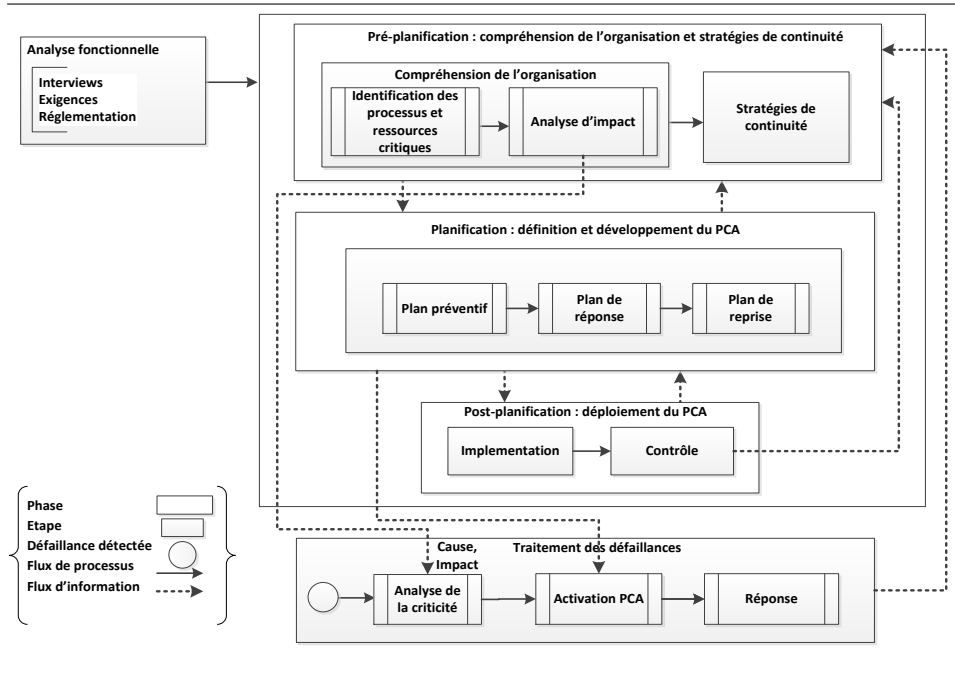 Analyse fonctionnelle
Interviews
Exigences
Réglementation
Pré-planification : compréhension de l'organisation et stratégies de continuité
Compréhension de l'organisation
Identification des
processus et
ressources
critiques
Analyse d'impact
Stratégies de
continuité
Planification : définition et développement du PCA
Plan préventif
Plan de
réponse
Plan de
reprise
Post-planification : déploiement du PCA
Implementation
Contrôle
Phase
Etape
Défaillance détectée
Flux de processus
Flux d'information
Cause,
Impact
Traitement des défaillances
Analyse de
la criticité
Activation PCA
Réponse